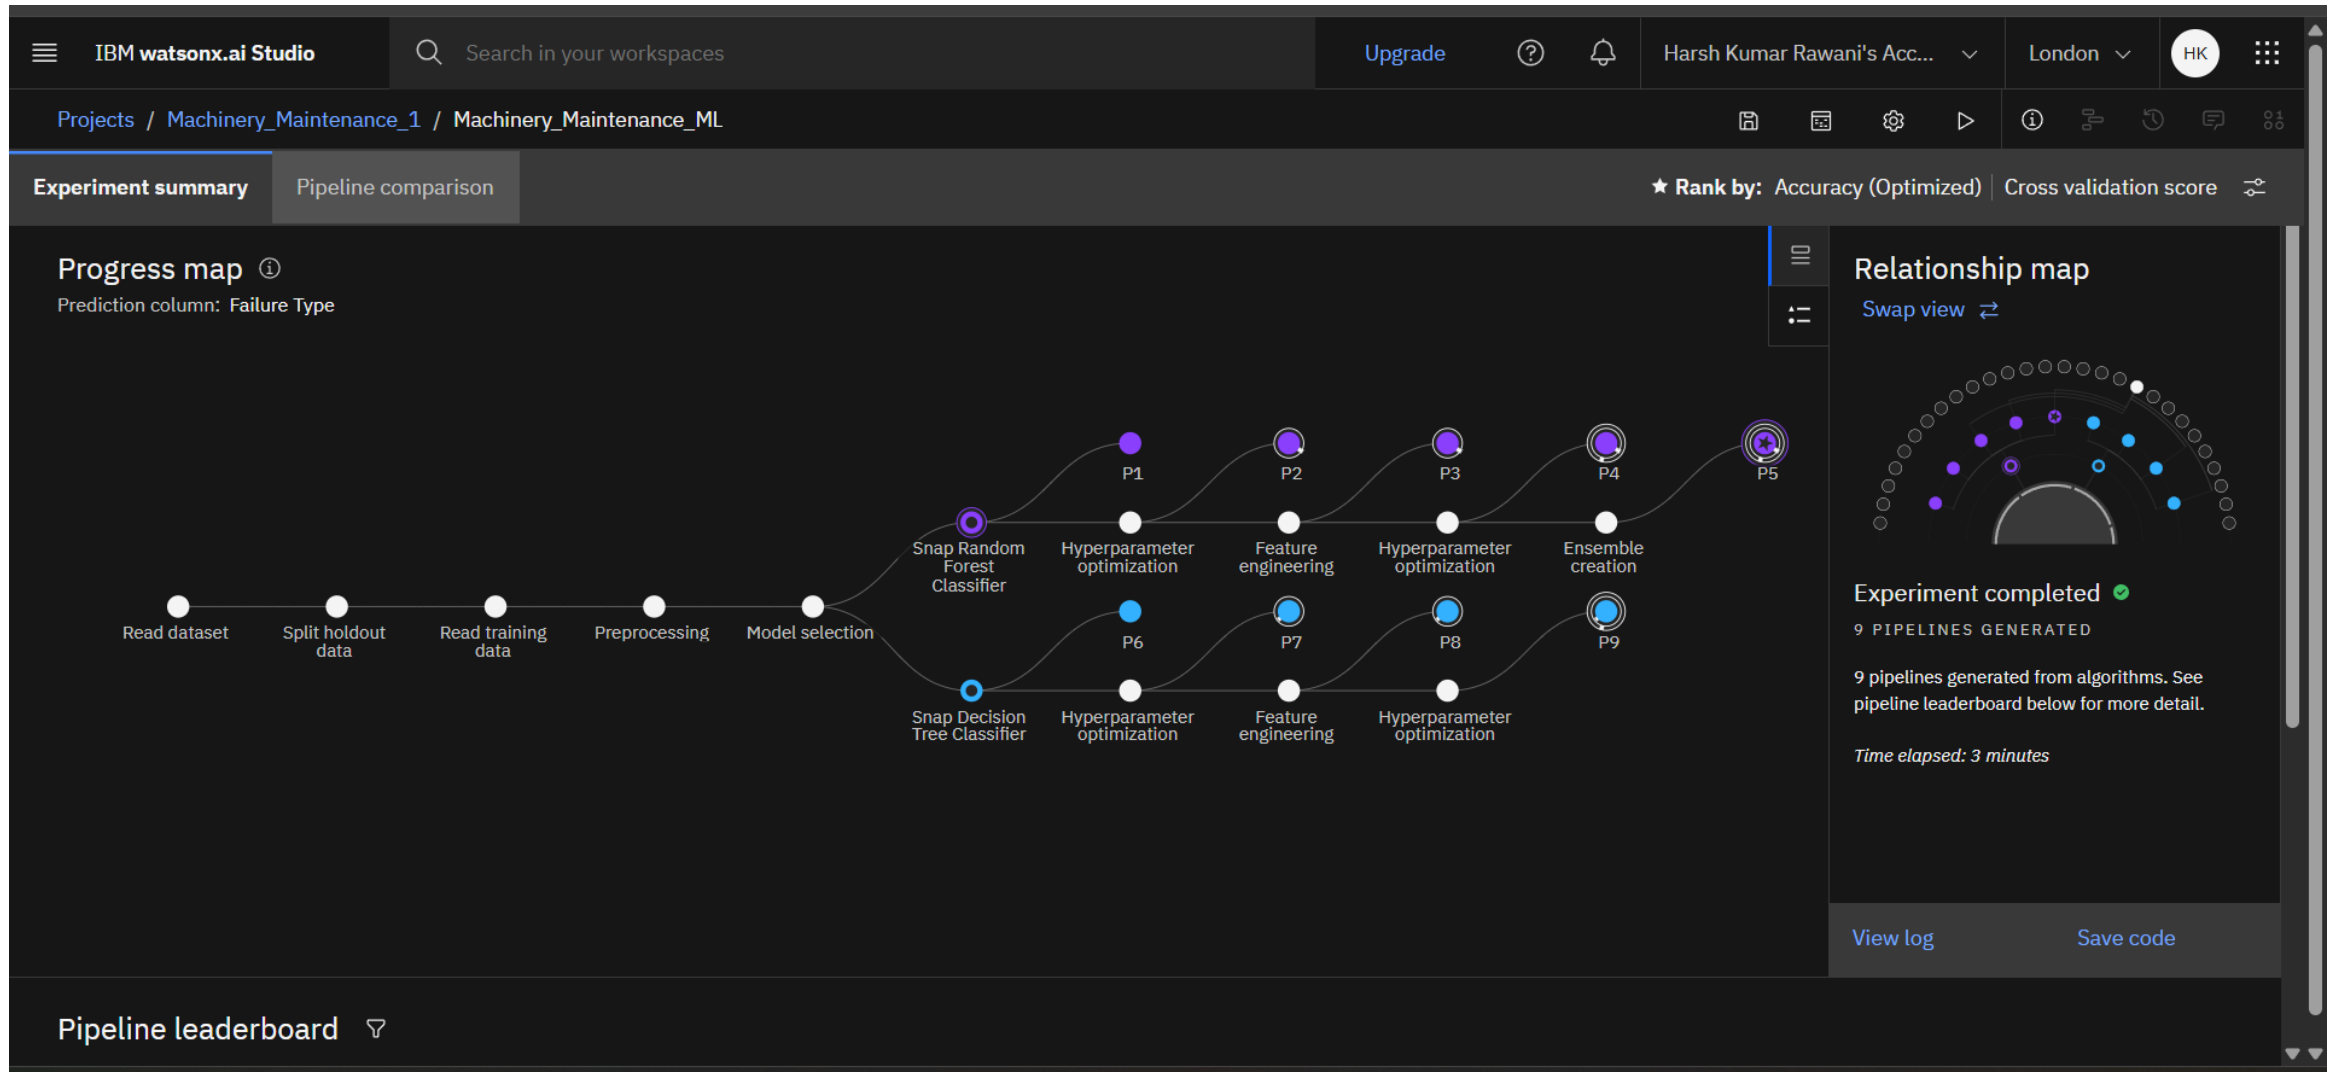 IBM watsonx.ai Studio
Search in your workspaces
Upgrade
Harsh Kumar Rawani's Acc...
London
HK
Projects / Machinery_Maintenance_1 / Machinery_Maintenance_ML
Experiment summary
Pipeline comparison
Rank by: Accuracy (Optimized) | Cross validation score
Progress map
Prediction column: Failure Type
P1
P2
P3
P4
P5
Snap Random
Forest
Classifier
Hyperparameter
optimization
Feature
engineering
Hyperparameter
optimization
Ensemble
creation
Read dataset
Split holdout
data
Read training
data
Preprocessing
Model selection
P6
P7
P8
P9
Snap Decision
Tree Classifier
Hyperparameter
optimization
Feature
engineering
Hyperparameter
optimization
Relationship map
Swap view
Experiment completed
9 PIPELINES GENERATED
9 pipelines generated from algorithms. See
pipeline leaderboard below for more detail.
Time elapsed: 3 minutes
View log
Save code
Pipeline leaderboard